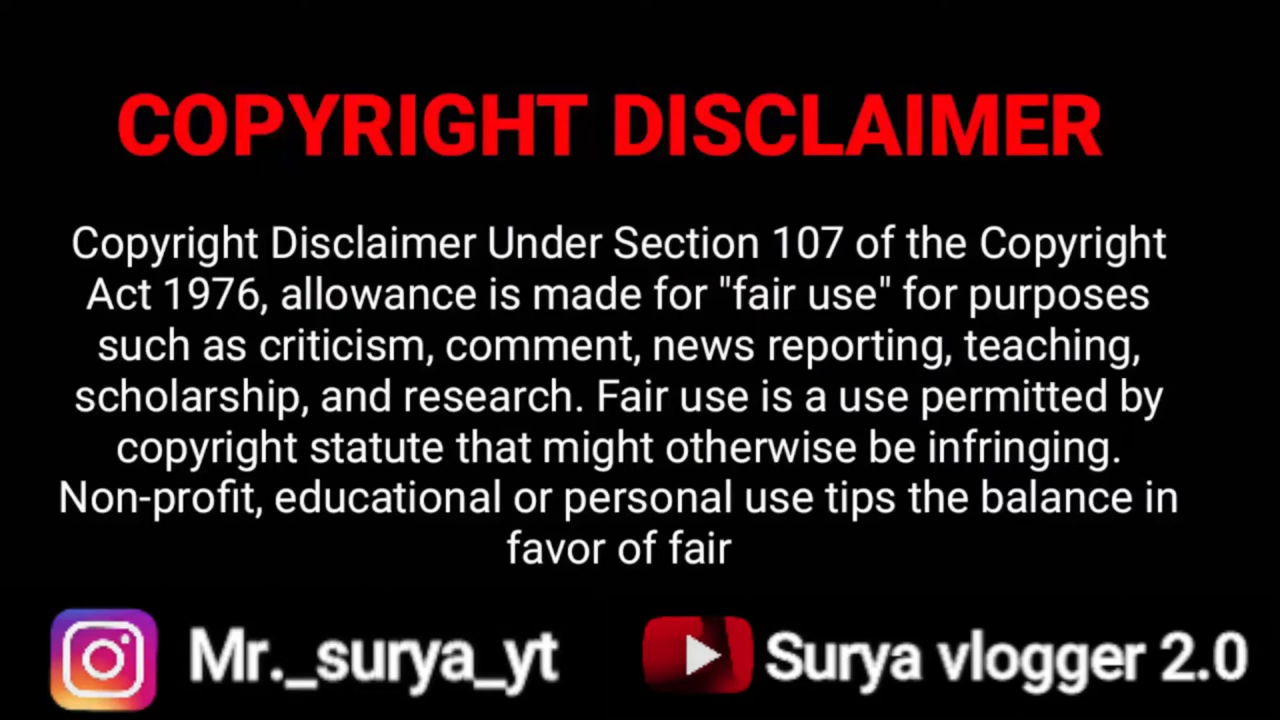 COPYRIGHT DISCLAIMER
Copyright Disclaimer Under Section 107 of the Copyright
Act 1976, allowance is made for "fair use" for purposes
such as criticism, comment, news reporting, teaching,
scholarship, and research. Fair use is a use permitted by
copyright statute that might otherwise be infringing.
Non-profit, educational or personal use tips the balance in
favor of fair
Mr._surya_yt
Surya vlogger 2.0